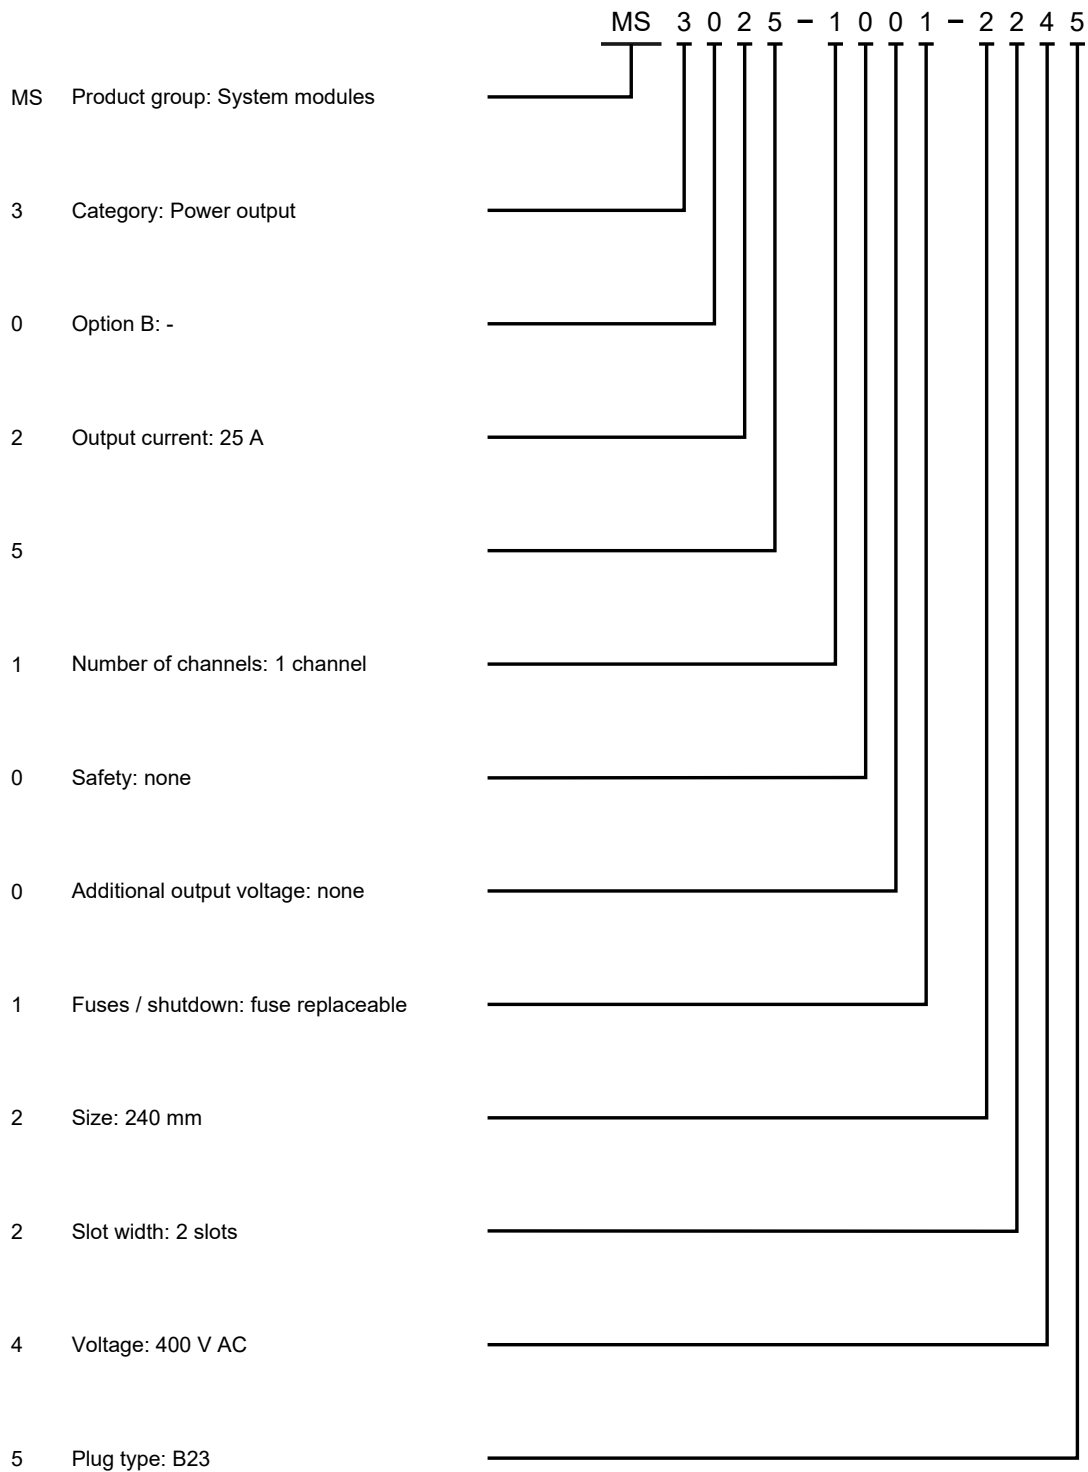 MS 3 0 2 5 – 1 0 0 1 – 2 2 4 5
MS Product group: System modules
3 Category: Power output
0 Option B: -
2 Output current: 25 A
5
1 Number of channels: 1 channel
0 Safety: none
0 Additional output voltage: none
1 Fuses / shutdown: fuse replaceable
2 Size: 240 mm
2 Slot width: 2 slots
4 Voltage: 400 V AC
5 Plug type: B23